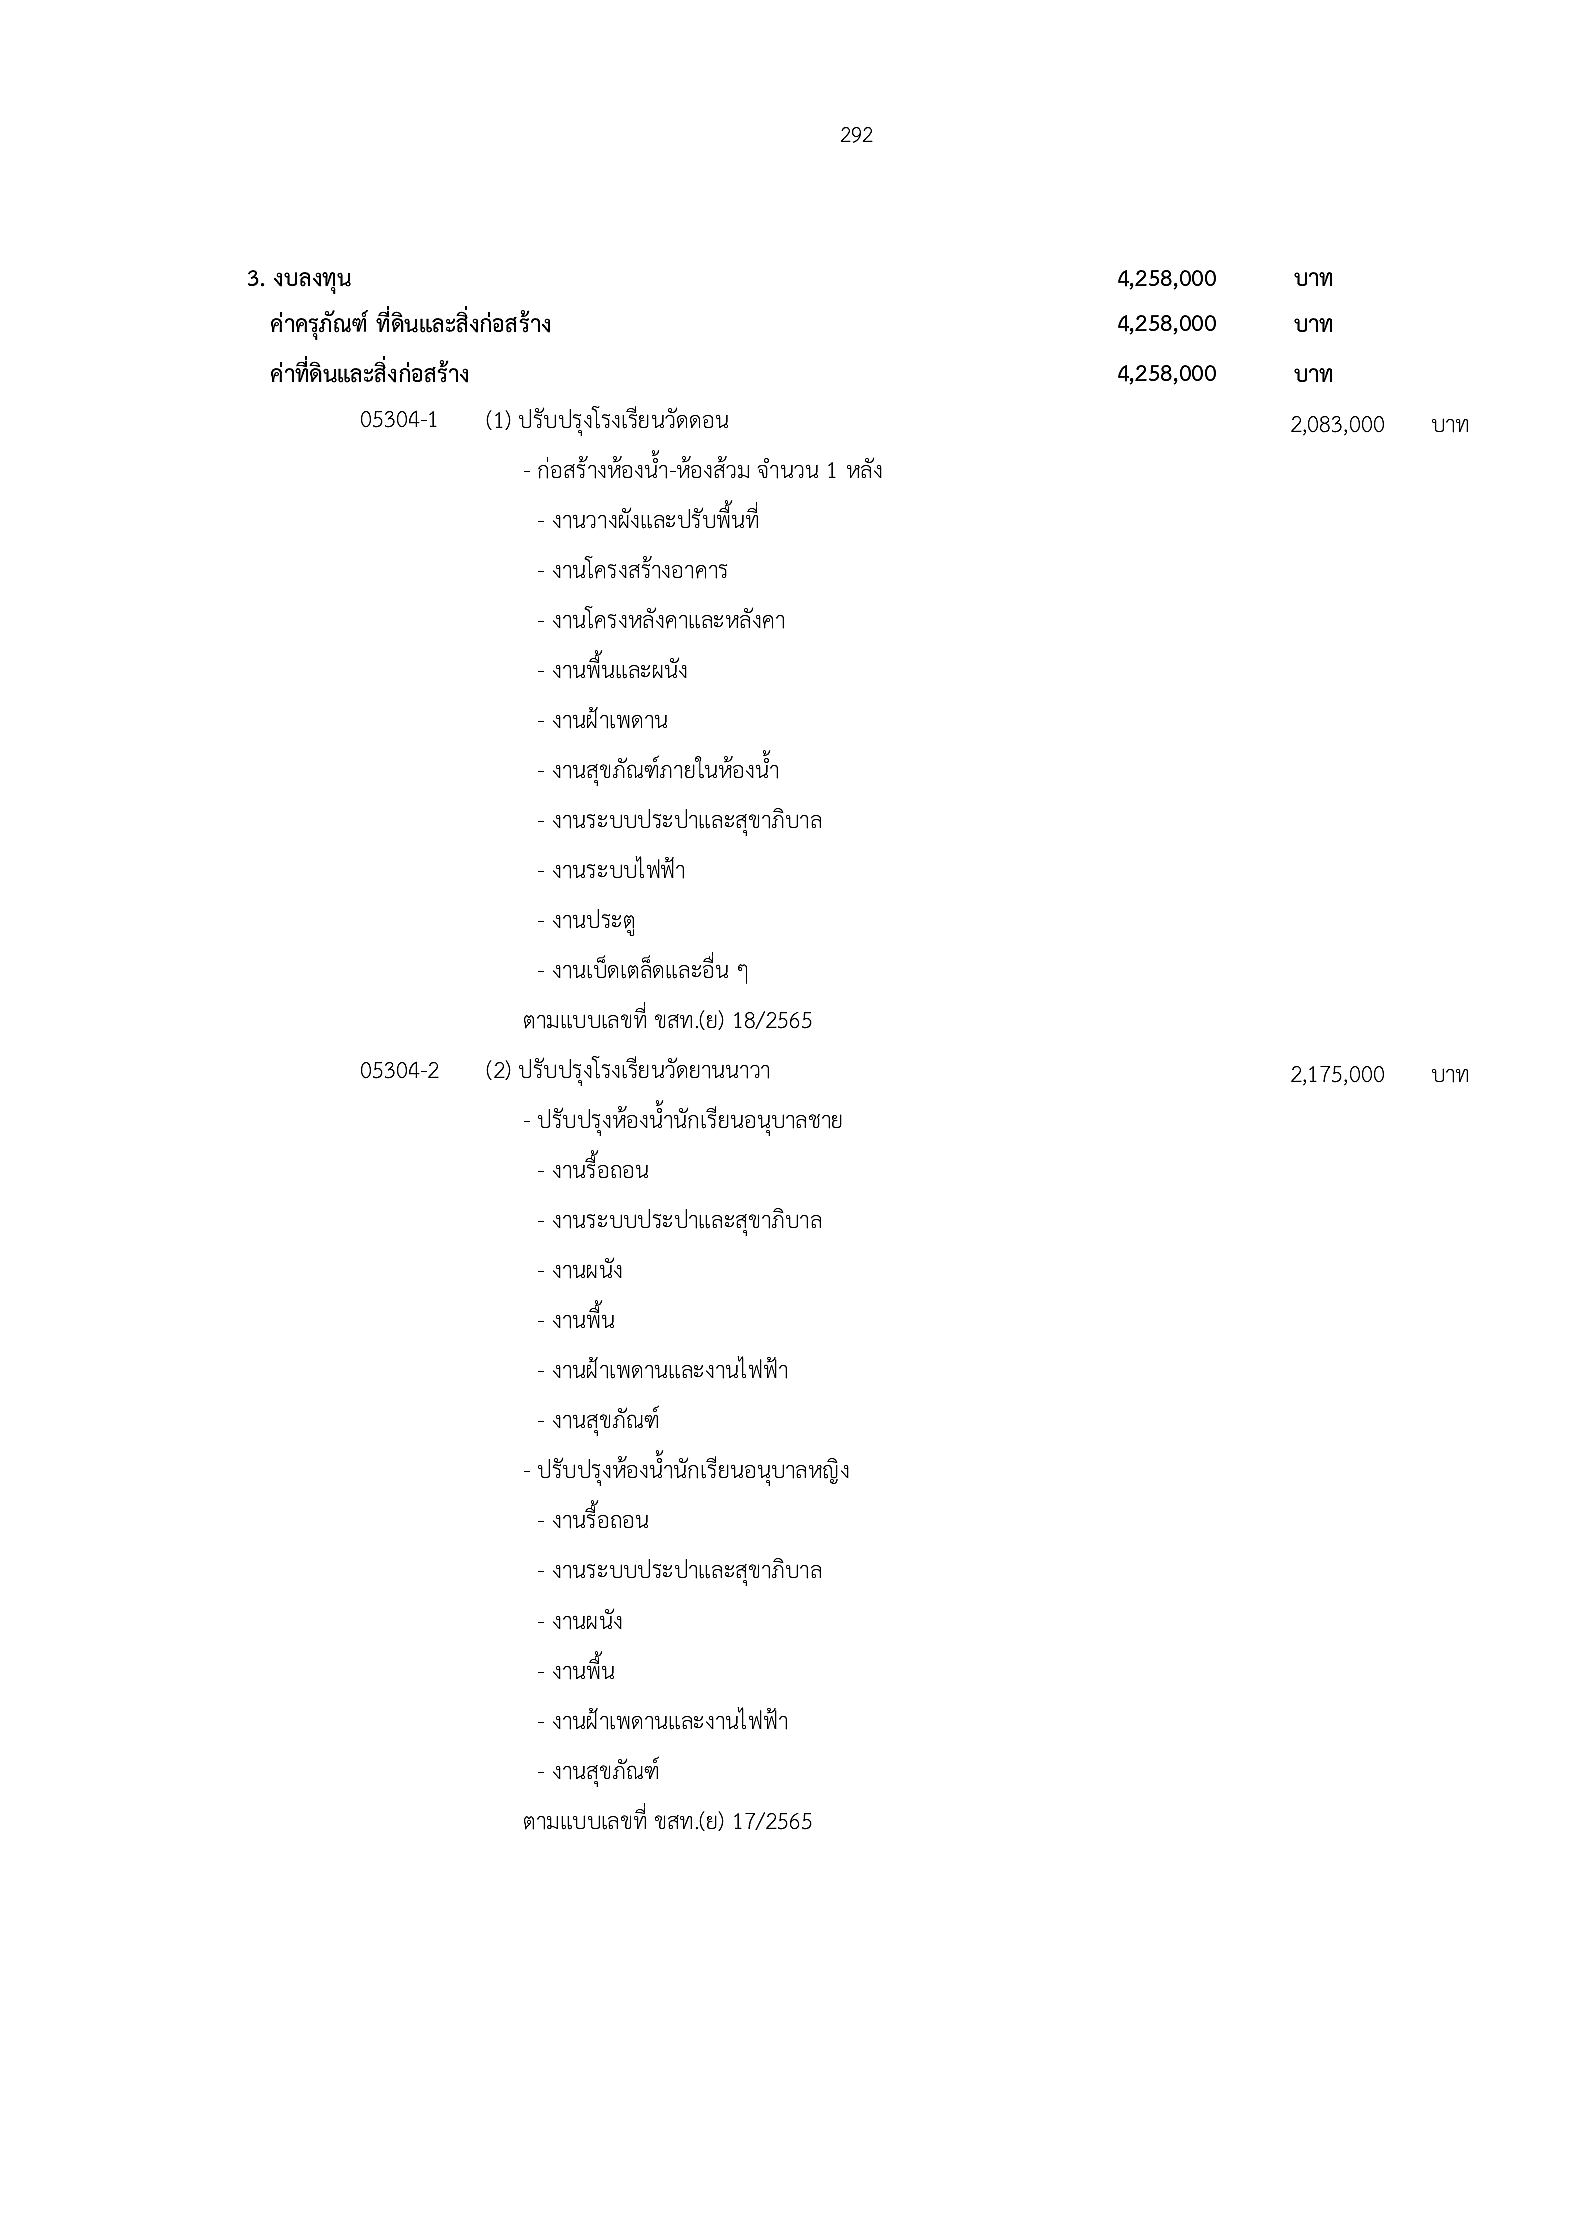 292
3. งบลงทุน 4,258,000 บาท
ค่าครุภัณฑ์ ที่ดินและสิ่งก่อสร้าง 4,258,000 บาท
ค่าที่ดินและสิ่งก่อสร้าง 4,258,000 บาท
05304-1 (1) ปรับปรุงโรงเรียนวัดดอน 2,083,000 บาท
- ก่อสร้างห้องน้ำ-ห้องส้วม จำนวน 1 หลัง
- งานวางผังและปรับพื้นที่
- งานโครงสร้างอาคาร
- งานโครงหลังคาและหลังคา
- งานพื้นและผนัง
- งานฝ้าเพดาน
- งานสุขภัณฑ์ภายในห้องน้ำ
- งานระบบประปาและสุขาภิบาล
- งานระบบไฟฟ้า
- งานประตู
- งานเบ็ดเตล็ดและอื่น ๆ
ตามแบบเลขที่ ขสท.(ย) 18/2565
05304-2 (2) ปรับปรุงโรงเรียนวัดยานนาวา 2,175,000 บาท
- ปรับปรุงห้องน้ำนักเรียนอนุบาลชาย
- งานรื้อถอน
- งานระบบประปาและสุขาภิบาล
- งานผนัง
- งานพื้น
- งานฝ้าเพดานและงานไฟฟ้า
- งานสุขภัณฑ์
- ปรับปรุงห้องน้ำนักเรียนอนุบาลหญิง
- งานรื้อถอน
- งานระบบประปาและสุขาภิบาล
- งานผนัง
- งานพื้น
- งานฝ้าเพดานและงานไฟฟ้า
- งานสุขภัณฑ์
ตามแบบเลขที่ ขสท.(ย) 17/2565